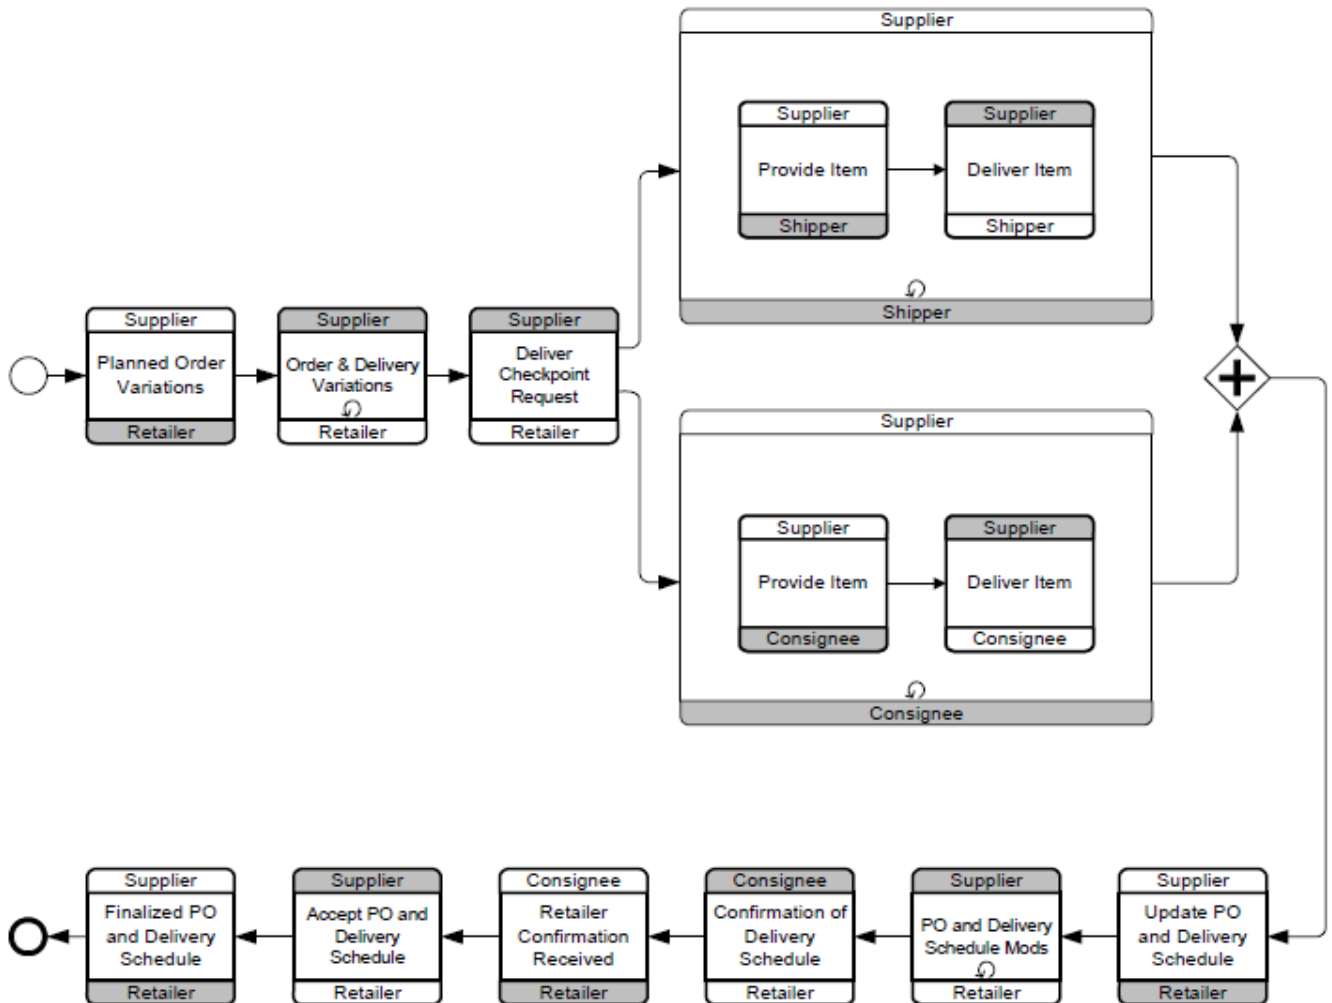 Supplier
Supplier
Provide Item
Shipper
Supplier
Deliver Item
Shipper
Shipper
Supplier
Planned Order
Variations
Retailer
Supplier
Order & Delivery
Variations
Retailer
Supplier
Deliver
Checkpoint
Request
Retailer
Supplier
Supplier
Provide Item
Consignee
Supplier
Deliver Item
Consignee
Consignee
Supplier
Finalized PO
and Delivery
Schedule
Retailer
Supplier
Accept PO and
Delivery
Schedule
Retailer
Consignee
Retailer
Confirmation
Received
Retailer
Consignee
Confirmation of
Delivery
Schedule
Retailer
Supplier
PO and Delivery
Schedule Mods
Retailer
Supplier
Update PO
and Delivery
Schedule
Retailer